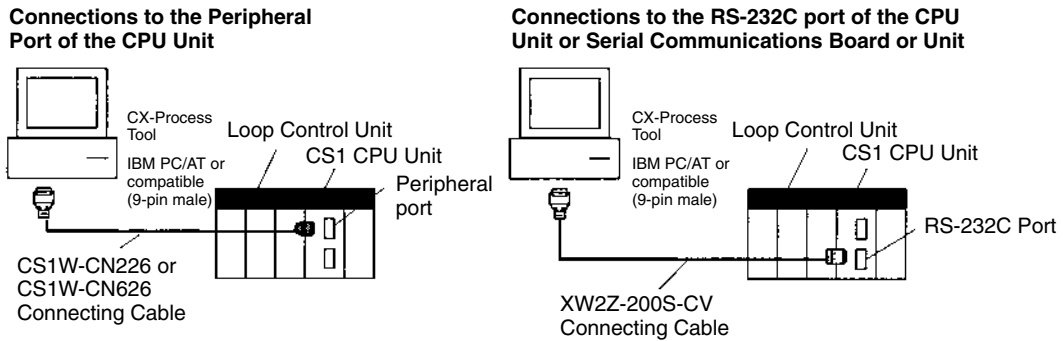 Connections to the Peripheral
Port of the CPU Unit
CX-Process
Tool
IBM PC/AT or
compatible
(9-pin male)
Loop Control Unit
CS1 CPU Unit
Peripheral
port
CS1W-CN226 or
CS1W-CN626
Connecting Cable
Connections to the RS-232C port of the CPU
Unit or Serial Communications Board or Unit
CX-Process
Tool
IBM PC/AT or
compatible
(9-pin male)
Loop Control Unit
CS1 CPU Unit
RS-232C Port
XW2Z-200S-CV
Connecting Cable